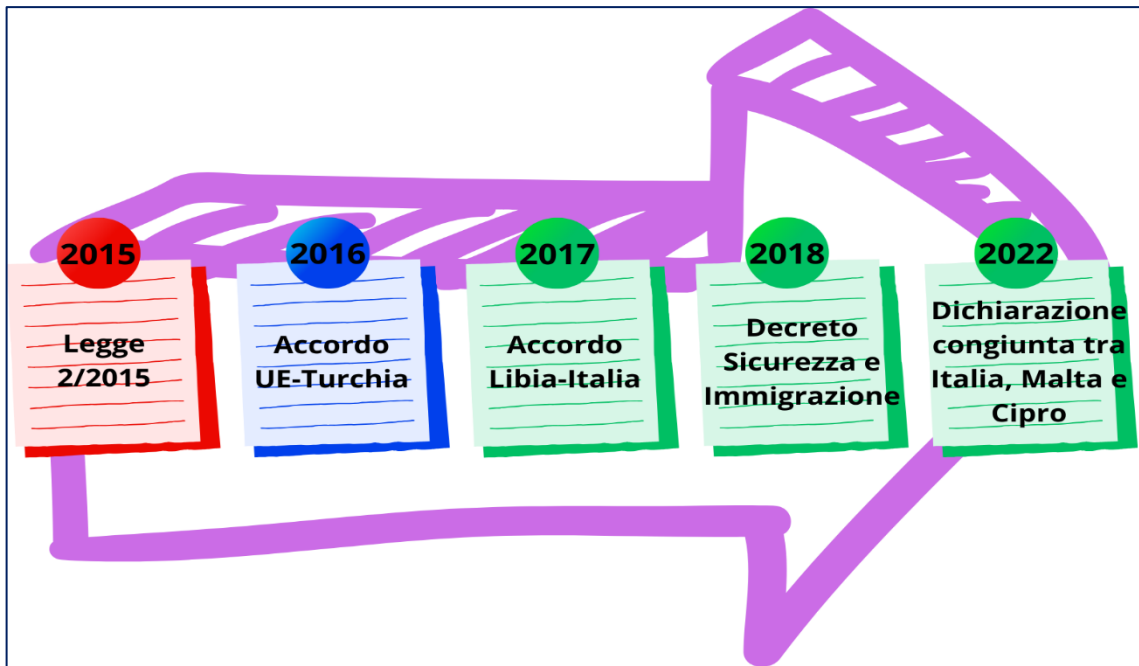 2015
Legge
2/2015
2016
Accordo
UE-Turchia
2017
Accordo
Libia-Italia
2018
Decreto
Sicurezza e
Immigrazione
2022
Dichiarazione
congiunta tra
Italia, Malta e
Cipro